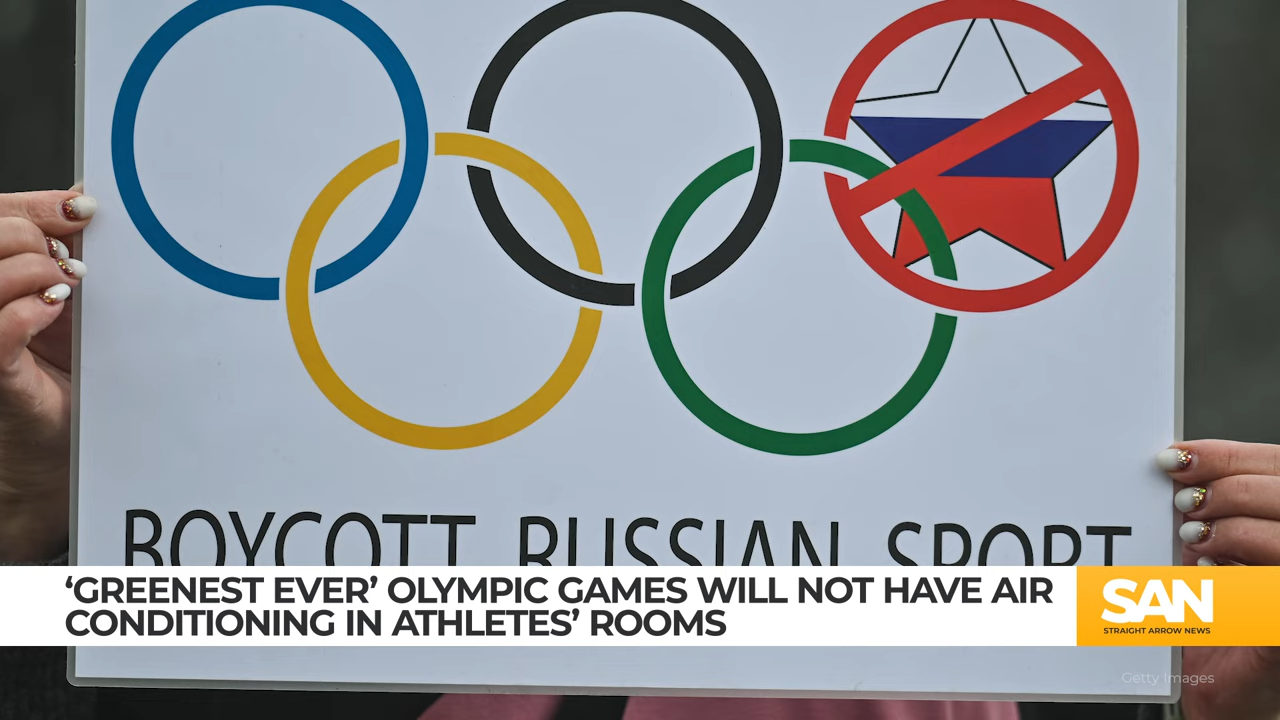 BOYCOTT RUSSIAN SPORT
‘GREENEST EVER’ OLYMPIC GAMES WILL NOT HAVE AIR
CONDITIONING IN ATHLETES’ ROOMS
SAN
STRAIGHT ARROW NEWS
Getty Images